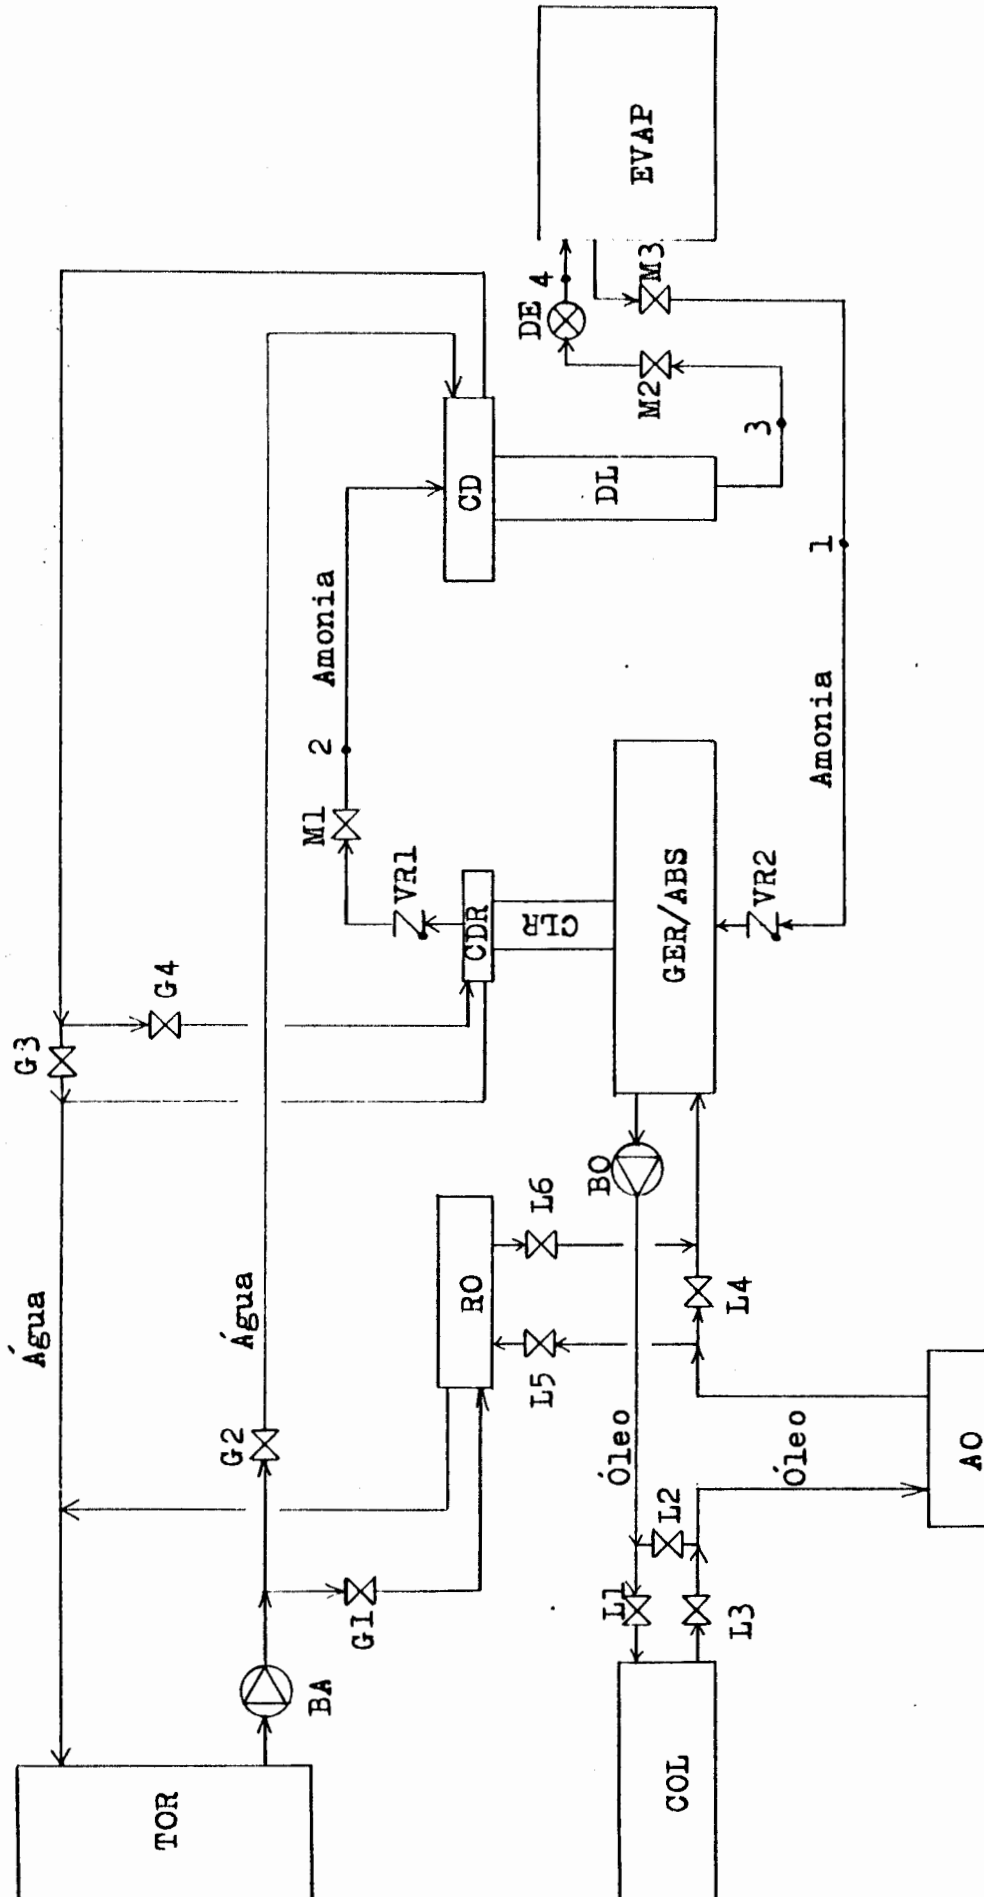 Água
G3
TOR
G4
G2
Água
BA
M1
2
Amonia
G1
VR1
RO
CDR
CD
L5
L6
DE
4
CLR
BO
DL
L1
Óleo
EVAP
M2
M3
L2
COL
GER/ABS
L3
L4
VR2
3
Óleo
Amonia
1
AO